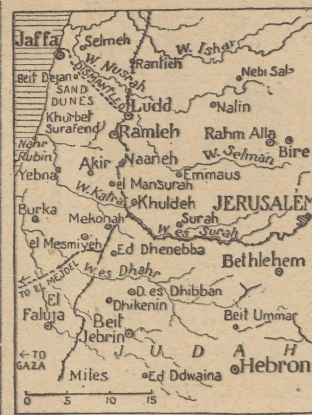 Jaffa
Selmeh
W. Ishar
Ranlieh
Beit Dejan
W. Nusrah
DISMANTLED
Nebi Sal
SAND
DUNES
Ludd
Nalin
Khurbet
Surafend
Ramleh
Rahm Alla
Bire
Nahr
Rubin
Naaneh
W. Selman
Yebna
Akir
Emmaus
el Mansurah
W. Katra
Khuldeh
JERUSALEM
Burka
Mekonah
Surah
W. es Surah
el Mesmiyeh
Ed Dhenebba
Bethlehem
W. es Dhahr
TO EL MEJDEL
D. es Dhibban
El
Faluja
Dhikenin
Beit
Jebrin
Beit Ummar
← TO
GAZA
JUDAH
Hebron
Miles
Ed Ddwaina
0 5 10 15